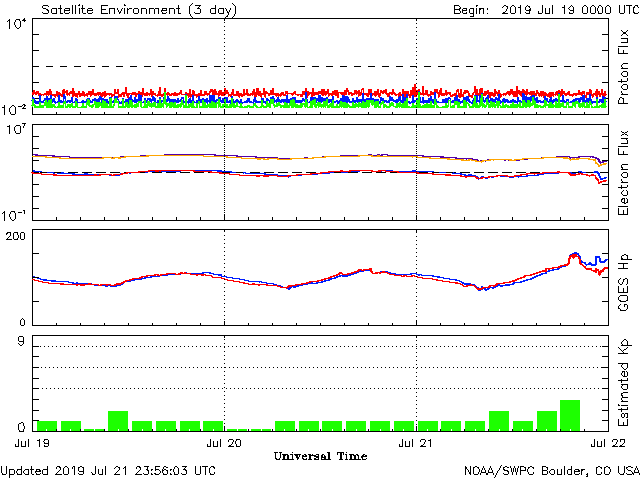 Satellite Environment (3 day)
Begin: 2019 Jul 19 0000 UTC
10⁴
10⁻²
Proton Flux
10⁷
10⁻¹
Electron Flux
200
0
GOES Hp
9
0
Estimated Kp
Jul 19 Jul 20 Jul 21 Jul 22
Universal Time
Updated 2019 Jul 21 23:56:03 UTC
NOAA/SWPC Boulder, CO USA